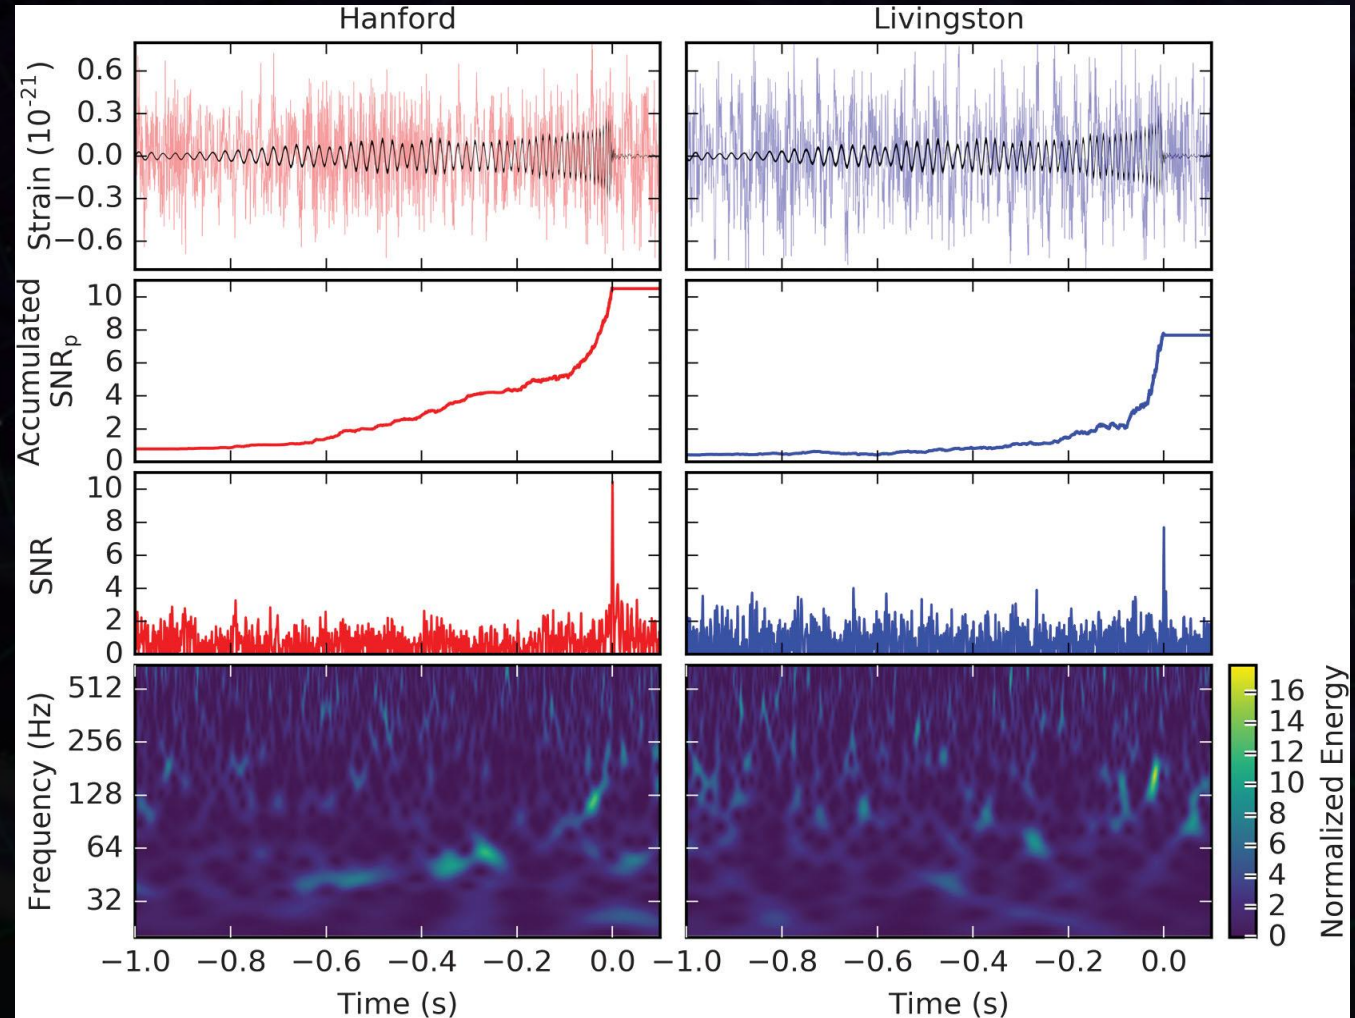 Hanford
Livingston
Strain (10⁻²¹)
0.6
0.3
0.0
−0.3
−0.6
Accumulated
SNRₚ
10
8
6
4
2
0
SNR
10
8
6
4
2
0
Frequency (Hz)
512
256
128
64
32
−1.0 −0.8 −0.6 −0.4 −0.2 0.0
−1.0 −0.8 −0.6 −0.4 −0.2 0.0
Time (s)
Time (s)
16
14
12
10
8
6
4
2
0
Normalized Energy